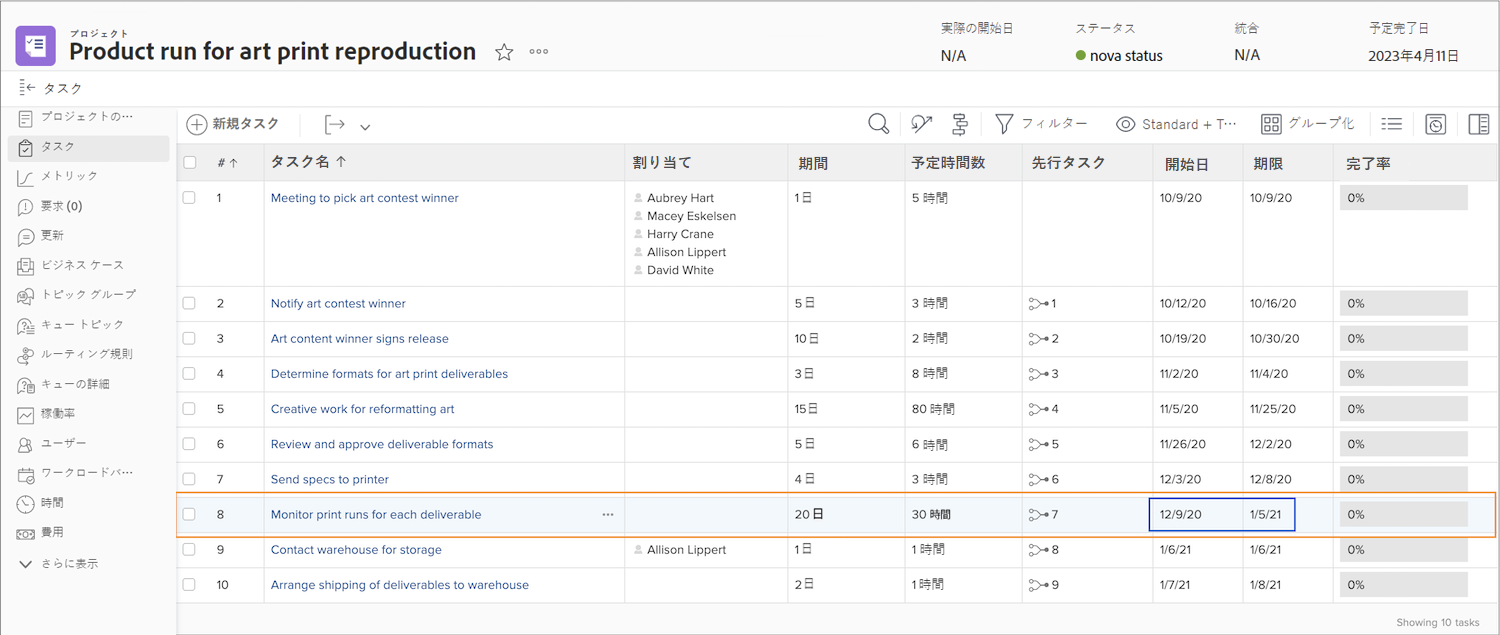 プロジェクト
Product run for art print reproduction
実際の開始日 ステータス 統合 予定完了日
N/A nova status N/A 2023年4月11日
タスク
プロジェクトの…
タスク
メトリック
要求 (0)
更新
ビジネス ケース
トピック グループ
キュー トピック
ルーティング規則
キューの詳細
稼働率
ユーザー
ワークロードバ…
時間
費用
さらに表示
新規タスク フィルター Standard + T… グループ化
# ↑ タスク名 ↑ 割り当て 期間 予定時間数 先行タスク 開始日 期限 完了率
1 Meeting to pick art contest winner Aubrey Hart 1日 5 時間 10/9/20 10/9/20 0%
Macey Eskelsen
Harry Crane
Allison Lippert
David White
2 Notify art contest winner 5日 3 時間 1 10/12/20 10/16/20 0%
3 Art content winner signs release 10日 2 時間 2 10/19/20 10/30/20 0%
4 Determine formats for art print deliverables 3日 8 時間 3 11/2/20 11/4/20 0%
5 Creative work for reformatting art 15日 80 時間 4 11/5/20 11/25/20 0%
6 Review and approve deliverable formats 5日 6 時間 5 11/26/20 12/2/20 0%
7 Send specs to printer 4日 3 時間 6 12/3/20 12/8/20 0%
8 Monitor print runs for each deliverable ••• 20日 30 時間 7 12/9/20 1/5/21 0%
9 Contact warehouse for storage Allison Lippert 1日 1 時間 8 1/6/21 1/6/21 0%
10 Arrange shipping of deliverables to warehouse 2日 1 時間 9 1/7/21 1/8/21 0%
Showing 10 tasks